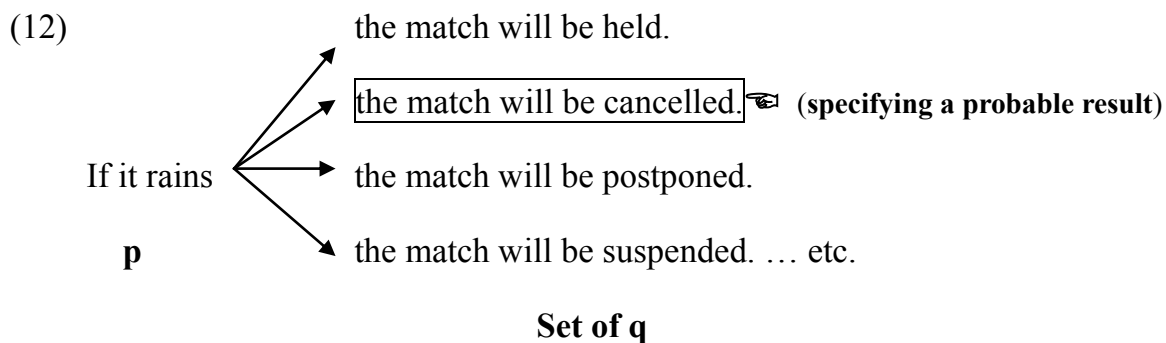 (12) the match will be held.
the match will be cancelled.☜ (specifying a probable result)
If it rains the match will be postponed.
p the match will be suspended. … etc.
Set of q